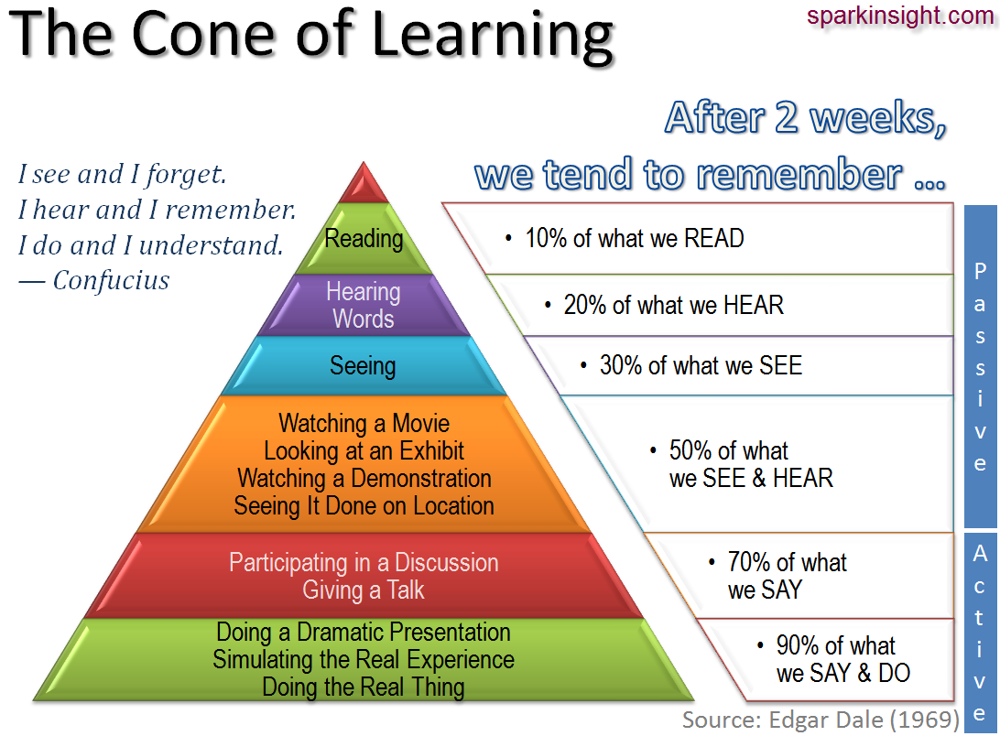 The Cone of Learning
sparkinsight.com
After 2 weeks,
we tend to remember ...
I see and I forget.
I hear and I remember.
I do and I understand.
— Confucius
Reading
• 10% of what we READ
Hearing
Words
• 20% of what we HEAR
Seeing
• 30% of what we SEE
Watching a Movie
Looking at an Exhibit
Watching a Demonstration
Seeing It Done on Location
• 50% of what
we SEE & HEAR
Participating in a Discussion
Giving a Talk
• 70% of what
we SAY
Doing a Dramatic Presentation
Simulating the Real Experience
Doing the Real Thing
• 90% of what
we SAY & DO
Passive
Active
Source: Edgar Dale (1969)